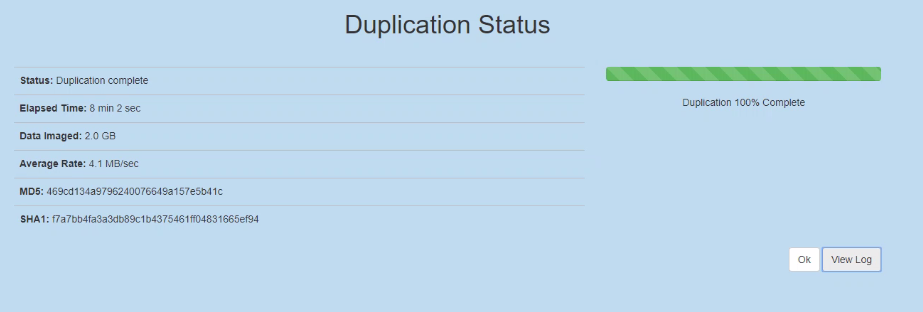 Duplication Status
Status: Duplication complete
Elapsed Time: 8 min 2 sec
Data Imaged: 2.0 GB
Average Rate: 4.1 MB/sec
MD5: 469cd134a9796240076649a157e5b41c
SHA1: f7a7bb4fa3a3db89c1b4375461ff04831665ef94
Duplication 100% Complete
Ok
View Log